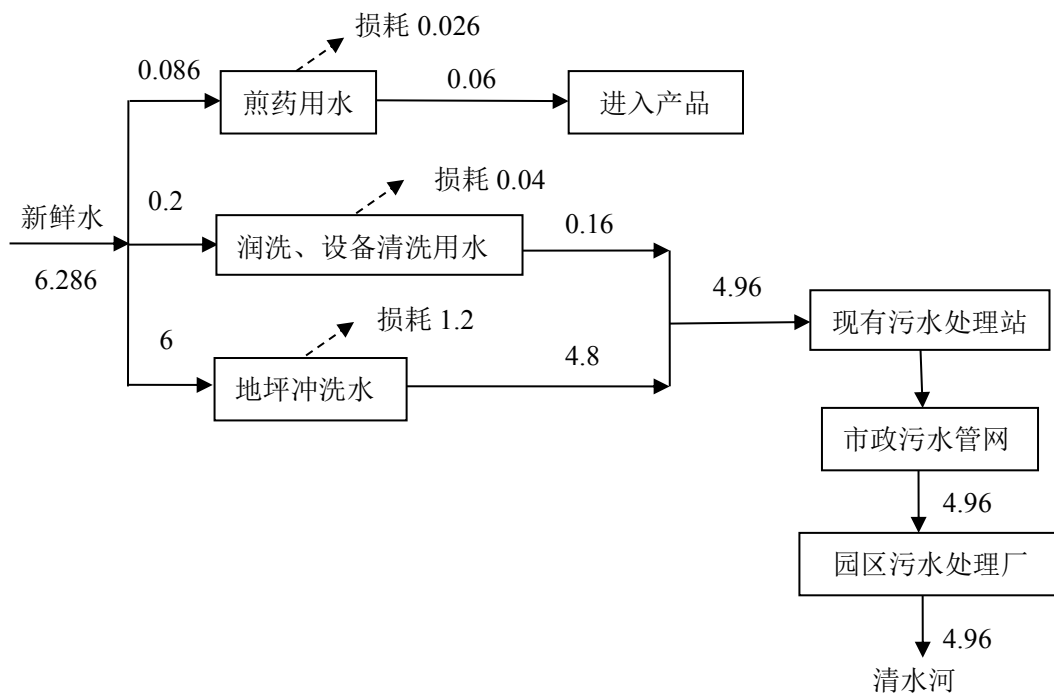 损耗 0.026
0.086
0.06
煎药用水
进入产品
损耗 0.04
0.2
新鲜水
0.16
润洗、设备清洗用水
6.286
4.96
损耗 1.2
现有污水处理站
6
4.8
地坪冲洗水
市政污水管网
4.96
园区污水处理厂
4.96
清水河